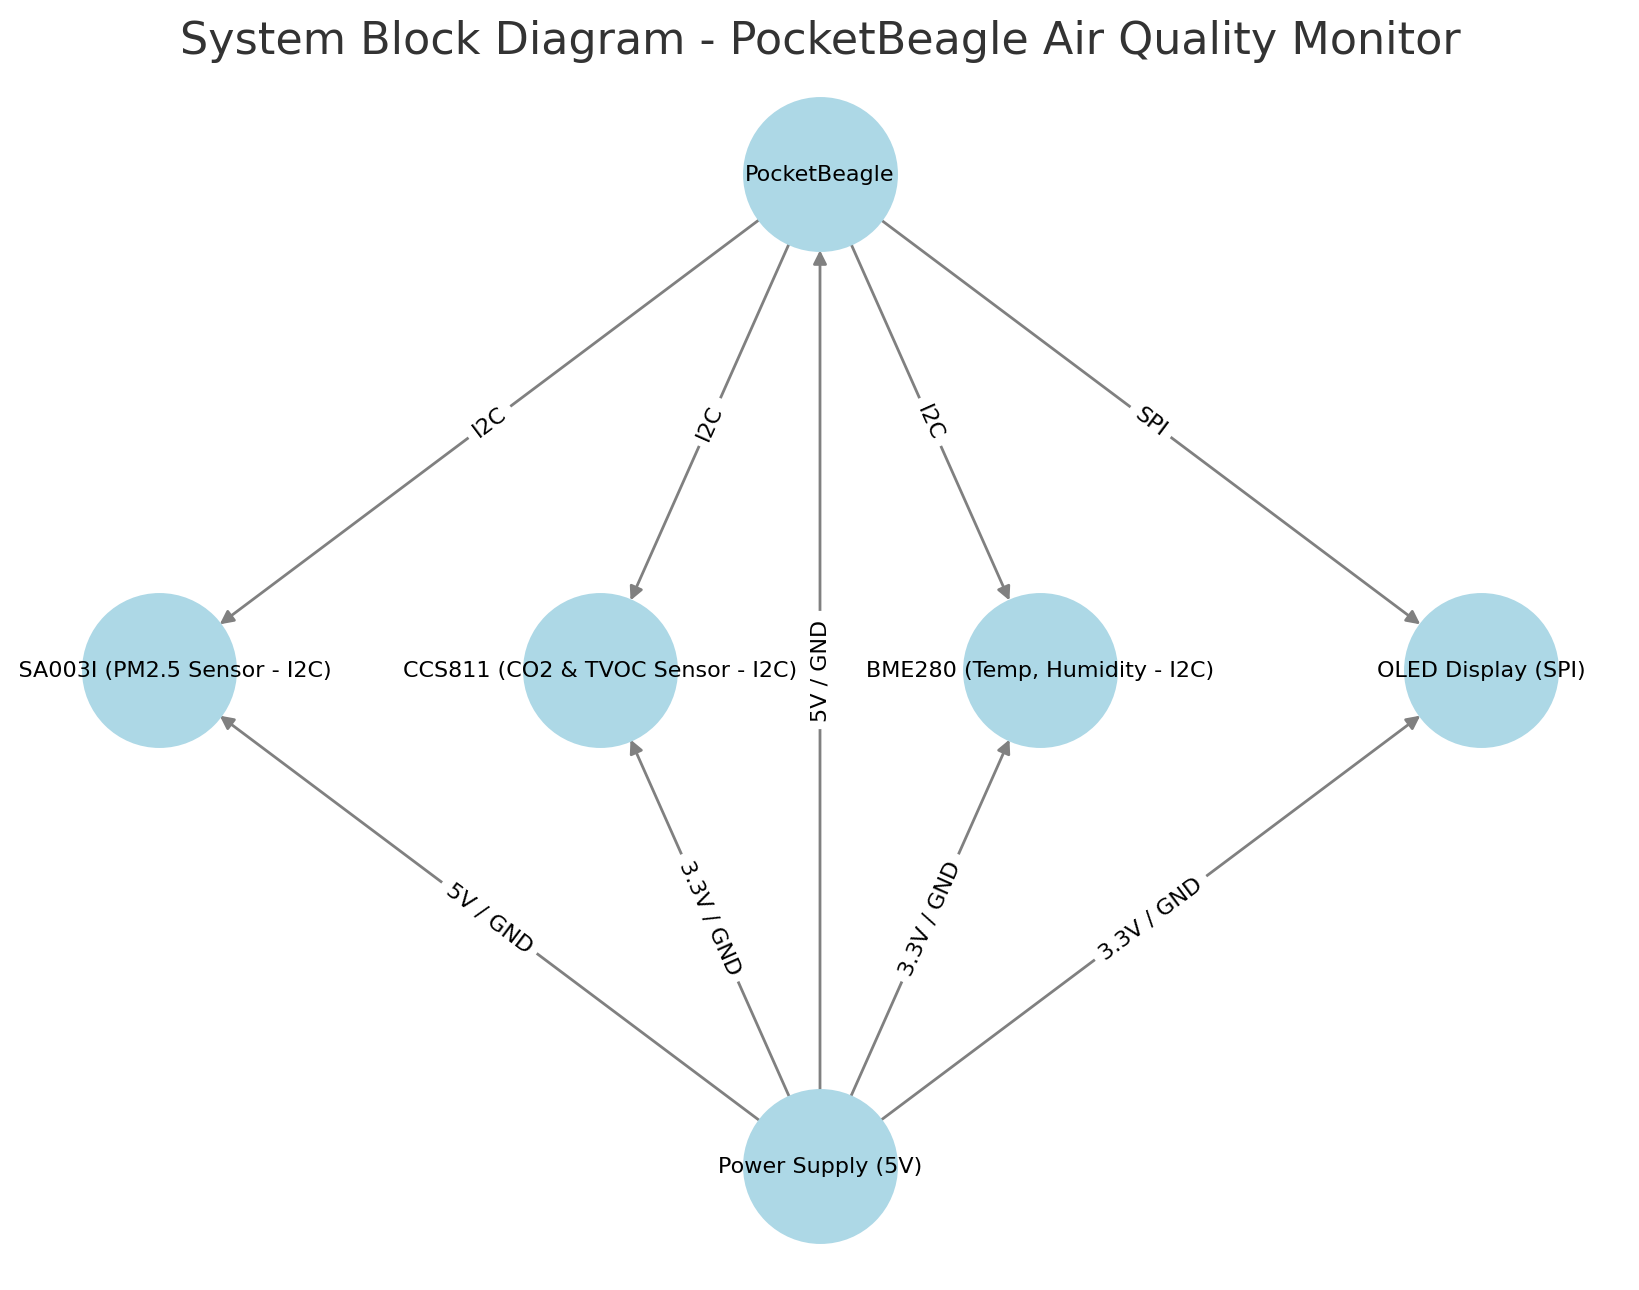 System Block Diagram - PocketBeagle Air Quality Monitor
PocketBeagle
I2C
I2C
I2C
SPI
SA003I (PM2.5 Sensor - I2C)
CCS811 (CO2 & TVOC Sensor - I2C)
5V / GND
BME280 (Temp, Humidity - I2C)
OLED Display (SPI)
5V / GND
3.3V / GND
3.3V / GND
3.3V / GND
Power Supply (5V)